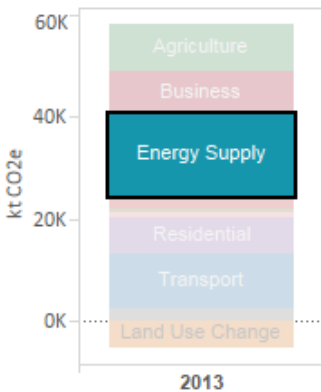 60K
Agriculture
Business
40K
Energy Supply
kt CO2e
20K
Residential
Transport
0K
Land Use Change
2013